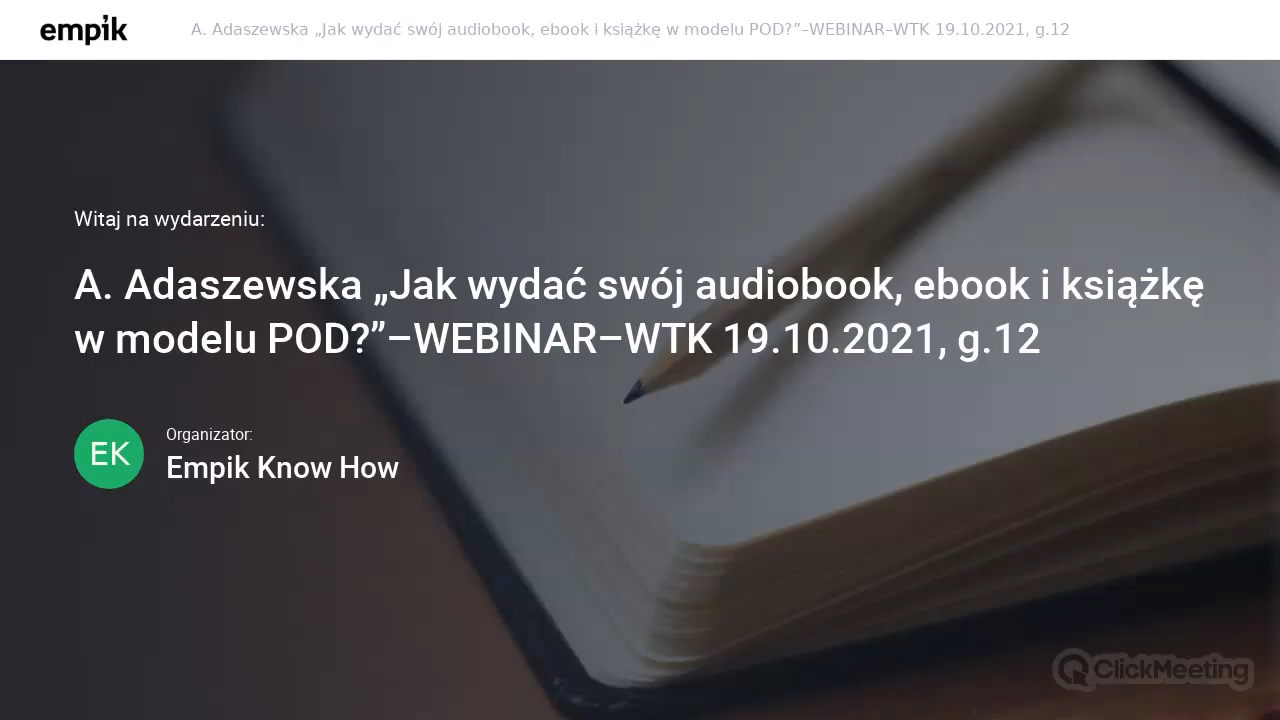 empik
A. Adaszewska „Jak wydać swój audiobook, ebook i książkę w modelu POD?”–WEBINAR–WTK 19.10.2021, g.12
Witaj na wydarzeniu:
A. Adaszewska „Jak wydać swój audiobook, ebook i książkę
w modelu POD?”–WEBINAR–WTK 19.10.2021, g.12
EK
Organizator:
Empik Know How
ClickMeeting